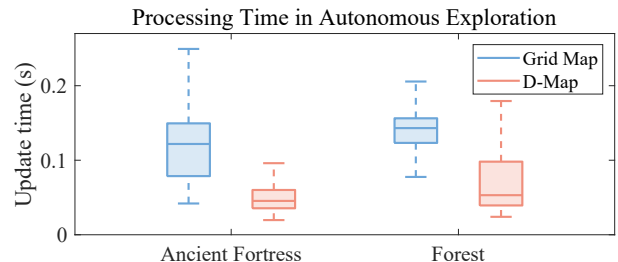 Processing Time in Autonomous Exploration
Update time (s)
0.2
0.1
0
Grid Map
D-Map
Ancient Fortress
Forest